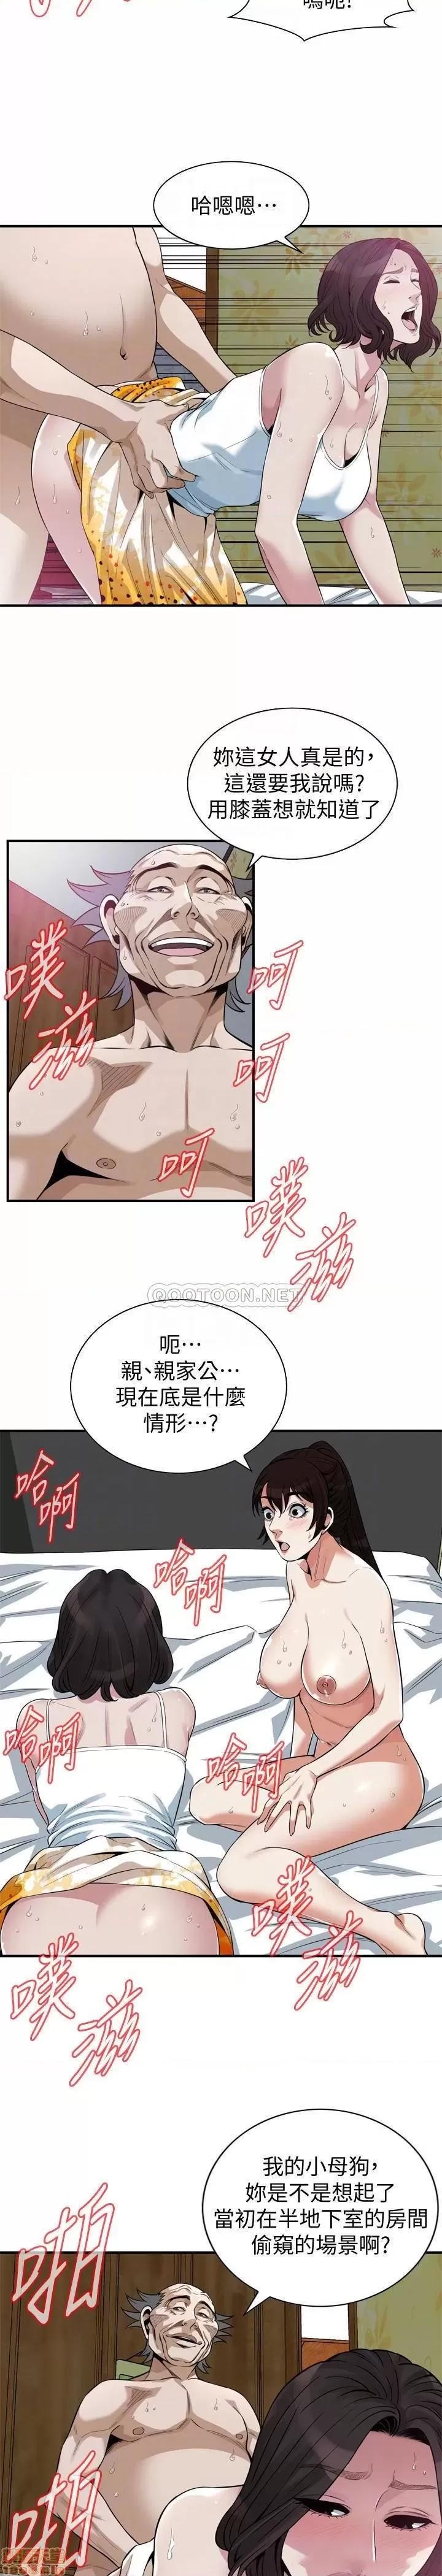 嗚呃!
哈嗯嗯…
妳這女人真是的,
這還要我說嗎?
用膝蓋想就知道了
噗
滋
呵
呵
呵
噗
滋
QOOTOON.NET
呃…
親、親家公…
現在底是什麼
情形…?
哈啊
哈啊
哈啊
哈啊
噗
滋
噗
滋
我的小母狗,
妳是不是想起了
當初在半地下室的房間
偷窺的場景啊?
啪
啪